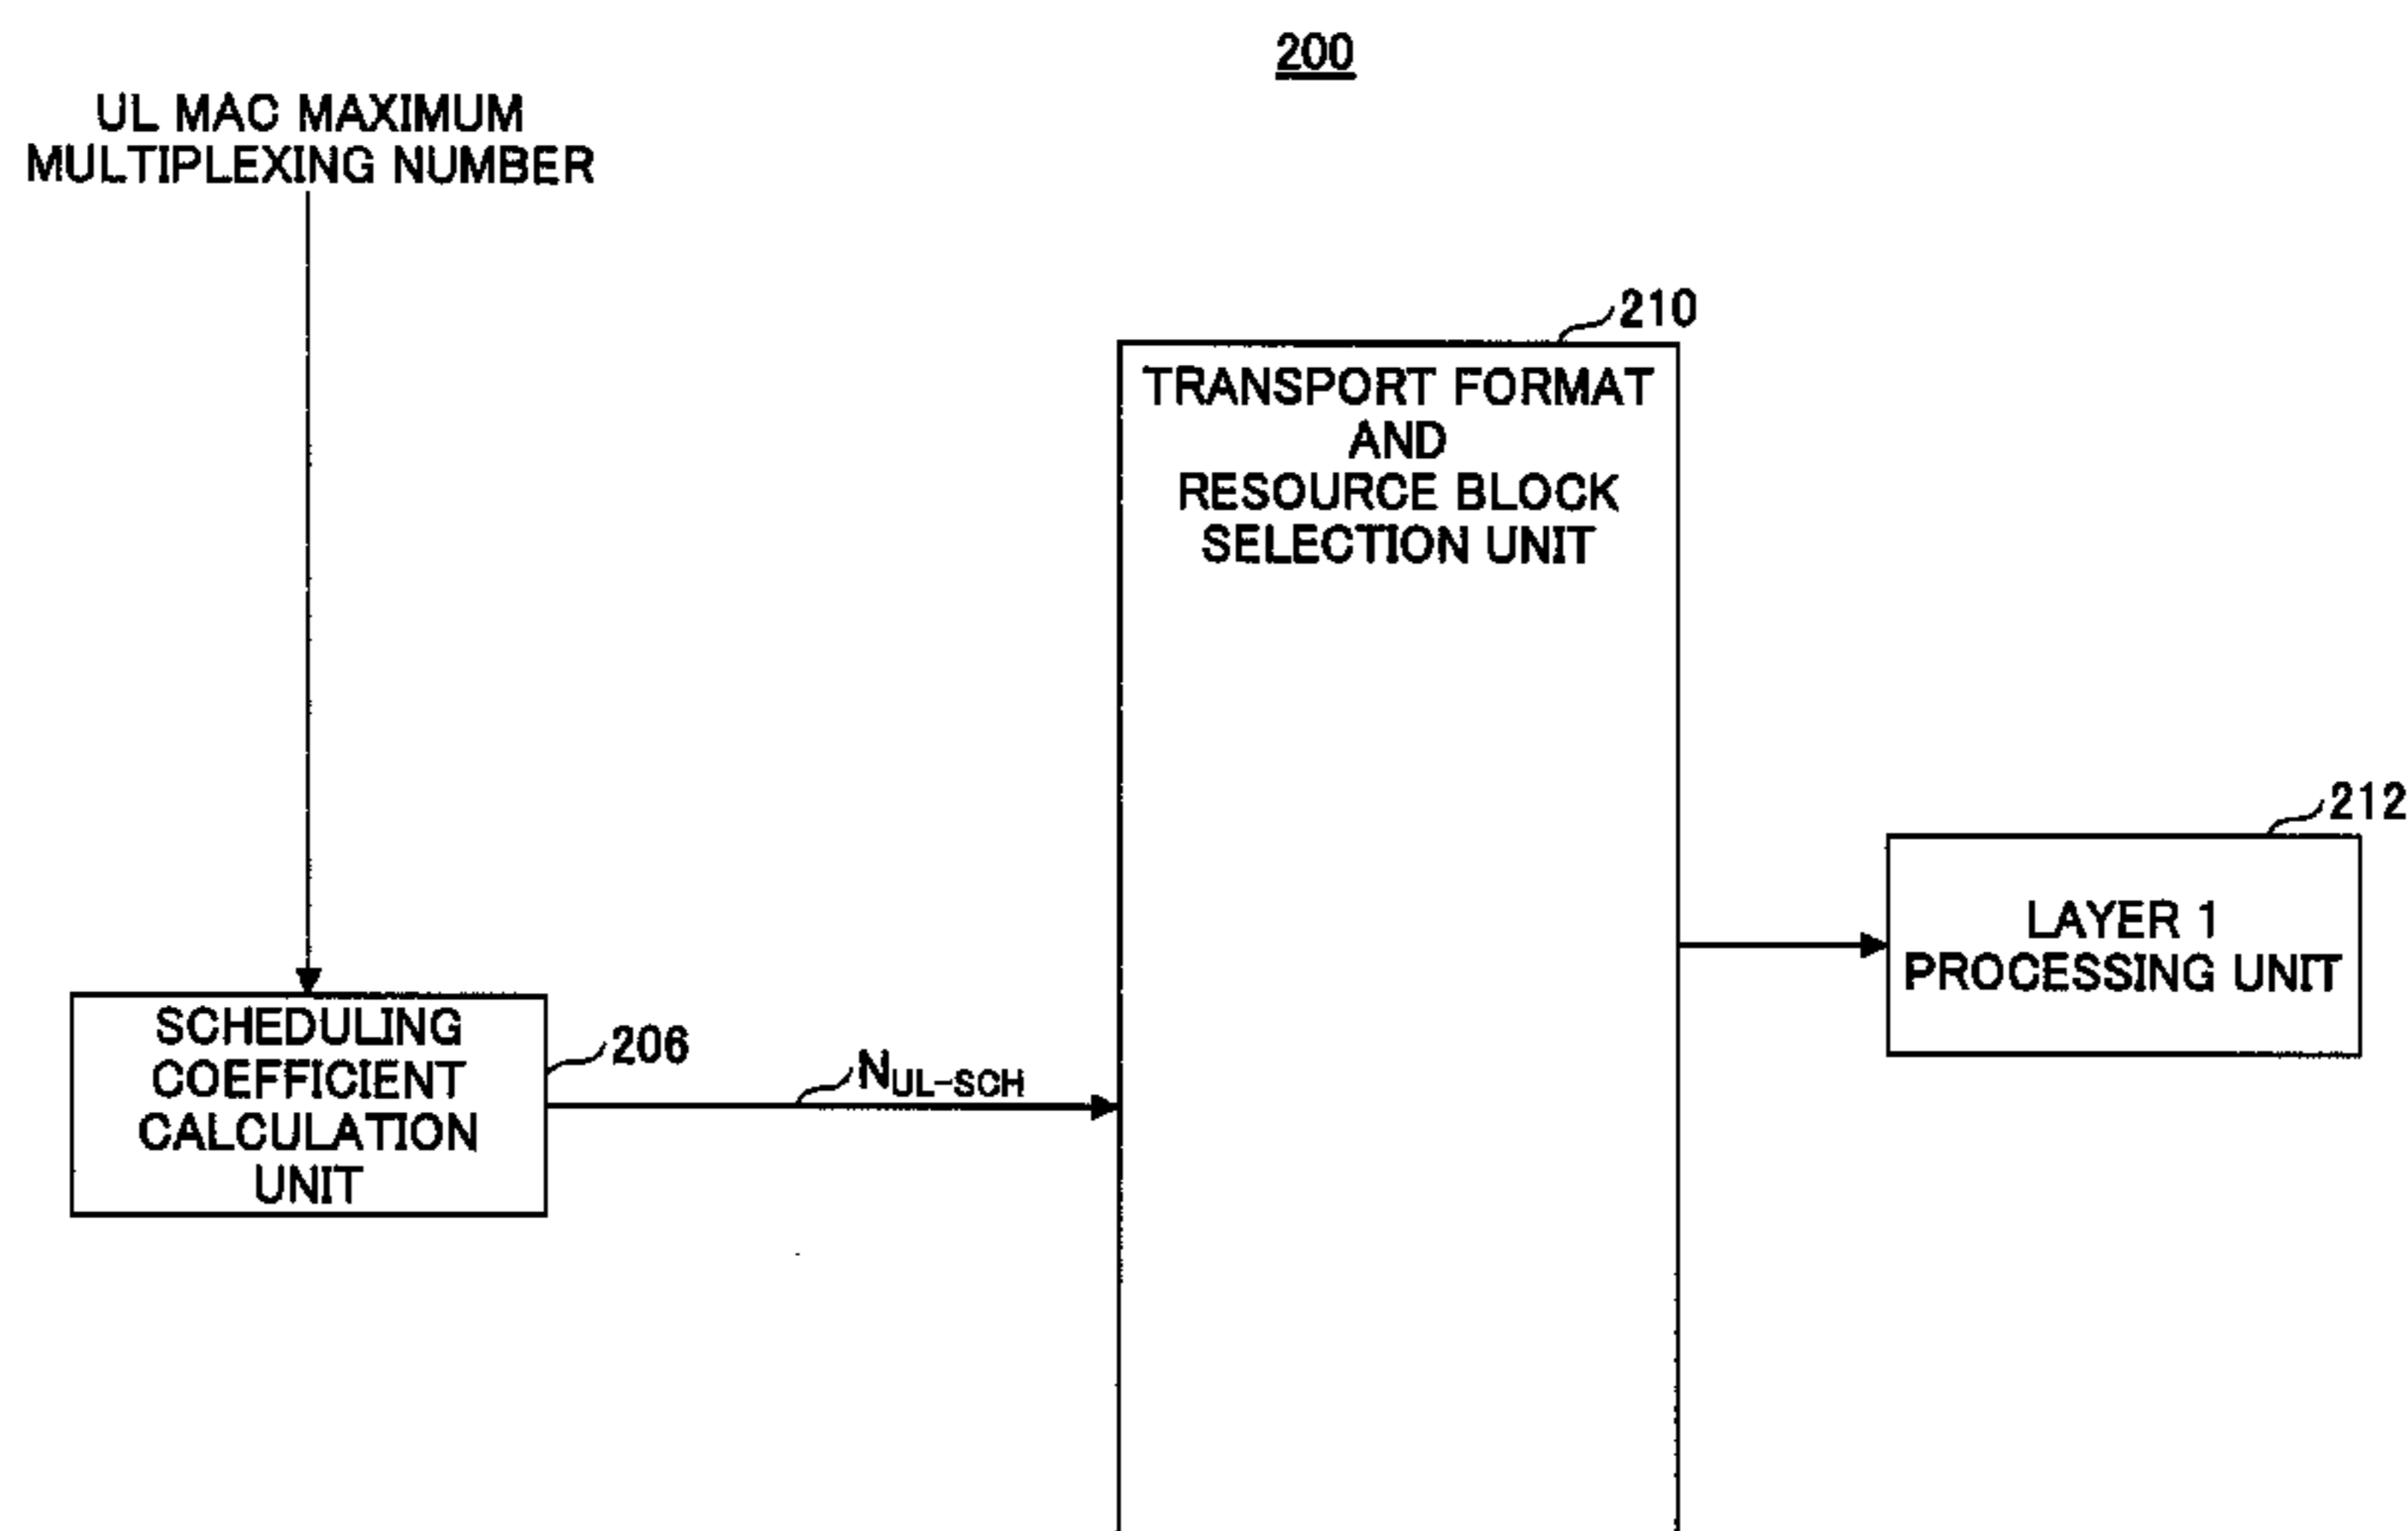 200
UL MAC MAXIMUM
MULTIPLEXING NUMBER
210
TRANSPORT FORMAT
AND
RESOURCE BLOCK
SELECTION UNIT
212
LAYER 1
PROCESSING UNIT
SCHEDULING
COEFFICIENT
CALCULATION
UNIT
206
NUL-SCH